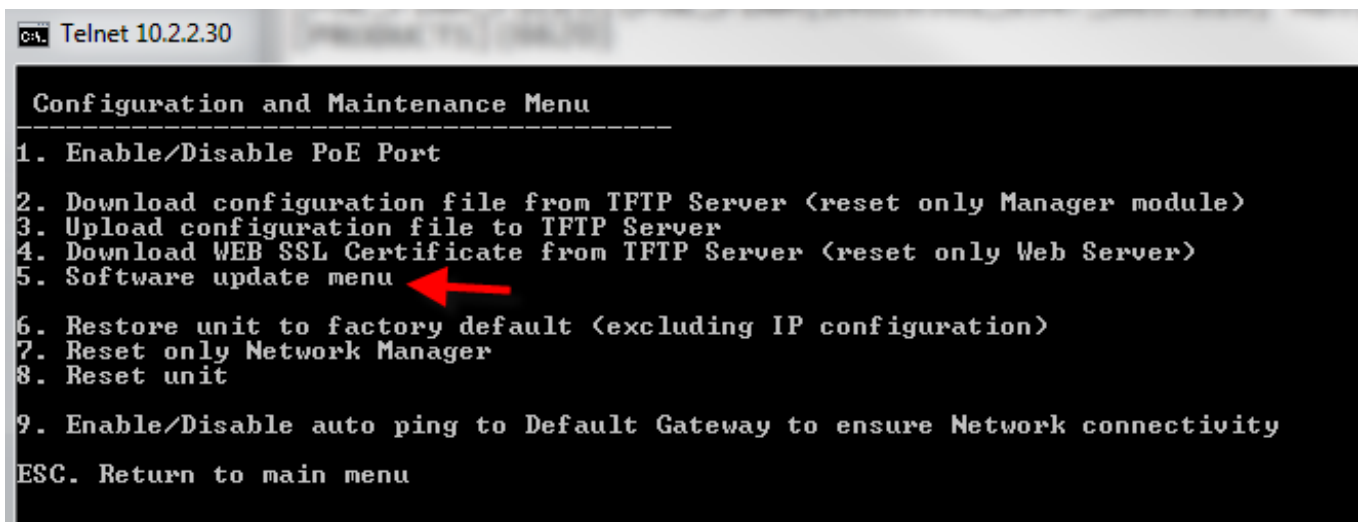 Telnet 10.2.2.30
Configuration and Maintenance Menu
----------------------------------------
1. Enable/Disable PoE Port
2. Download configuration file from TFTP Server (reset only Manager module)
3. Upload configuration file to TFTP Server
4. Download WEB SSL Certificate from TFTP Server (reset only Web Server)
5. Software update menu
6. Restore unit to factory default (excluding IP configuration)
7. Reset only Network Manager
8. Reset unit
9. Enable/Disable auto ping to Default Gateway to ensure Network connectivity
ESC. Return to main menu